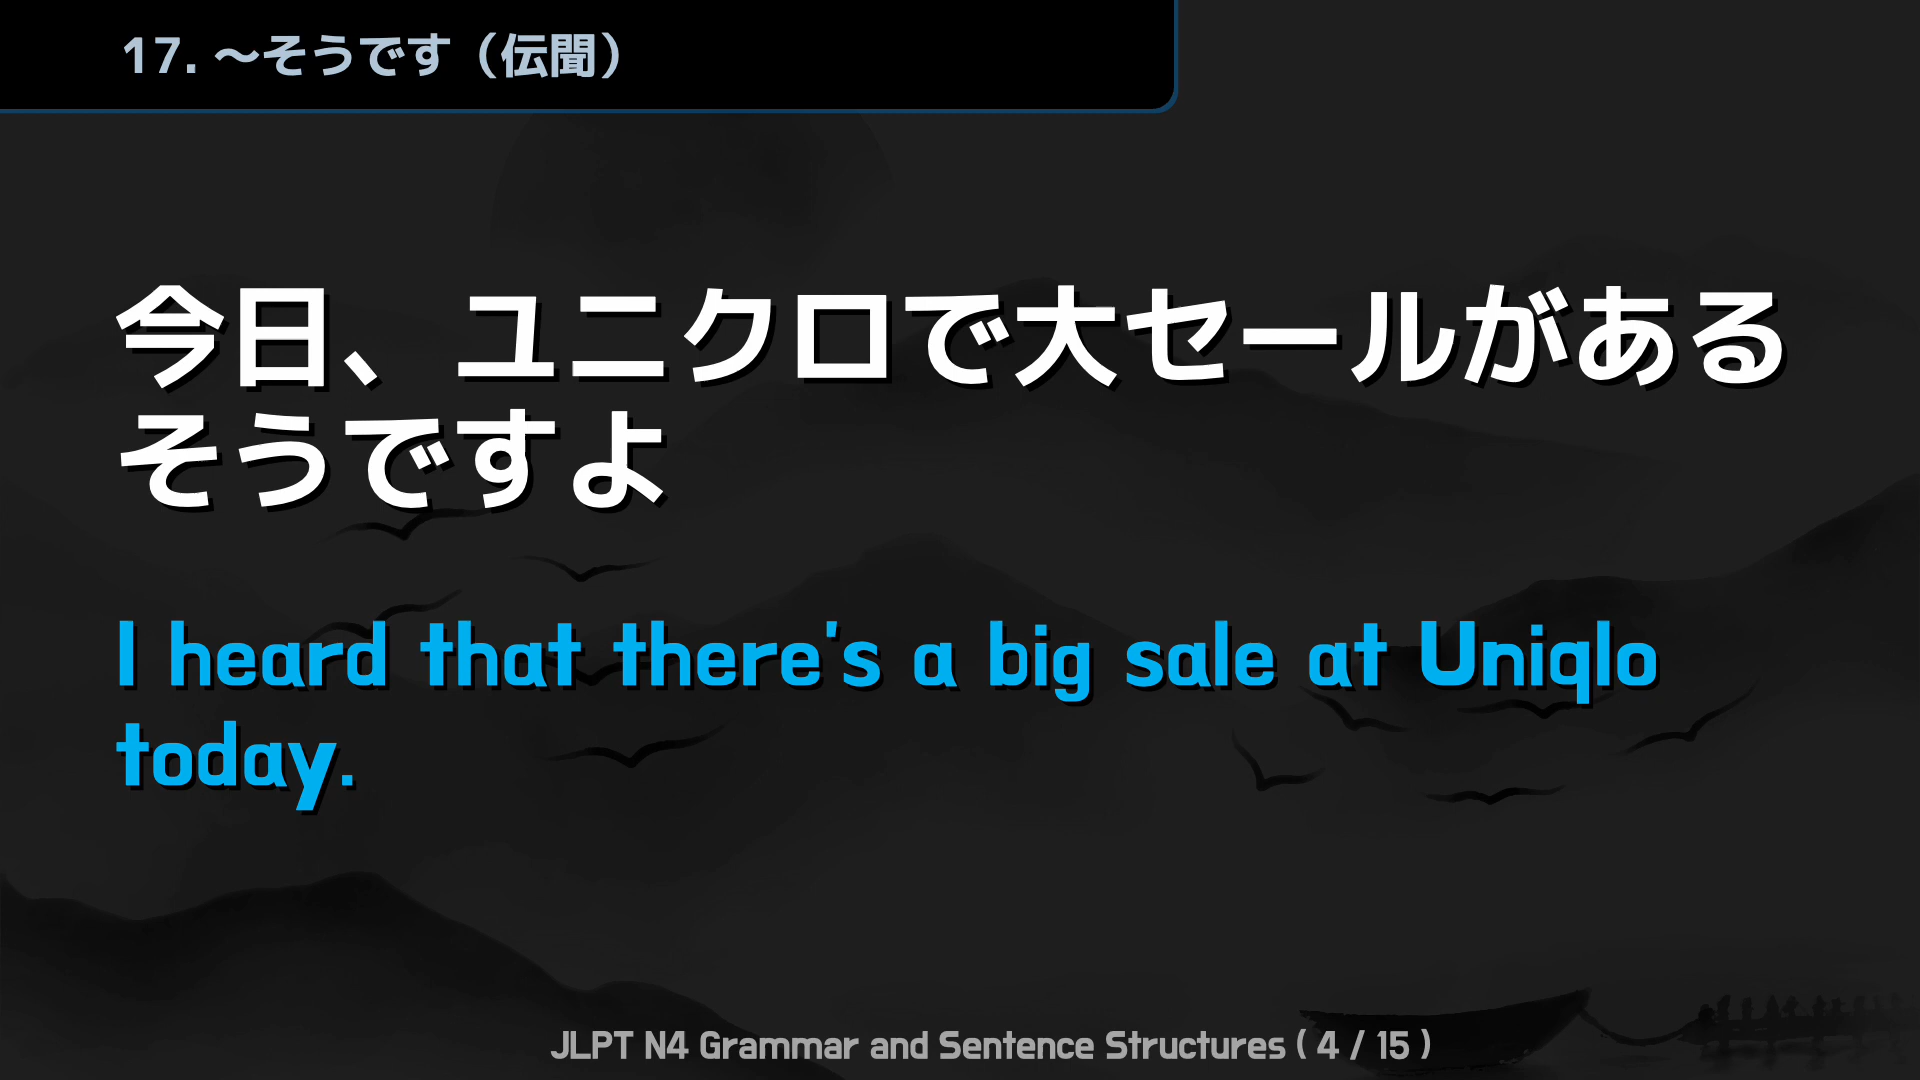 17. ～そうです（伝聞）
今日、ユニクロで大セールがある
そうですよ
I heard that there's a big sale at Uniqlo
today.
JLPT N4 Grammar and Sentence Structures ( 4 / 15 )